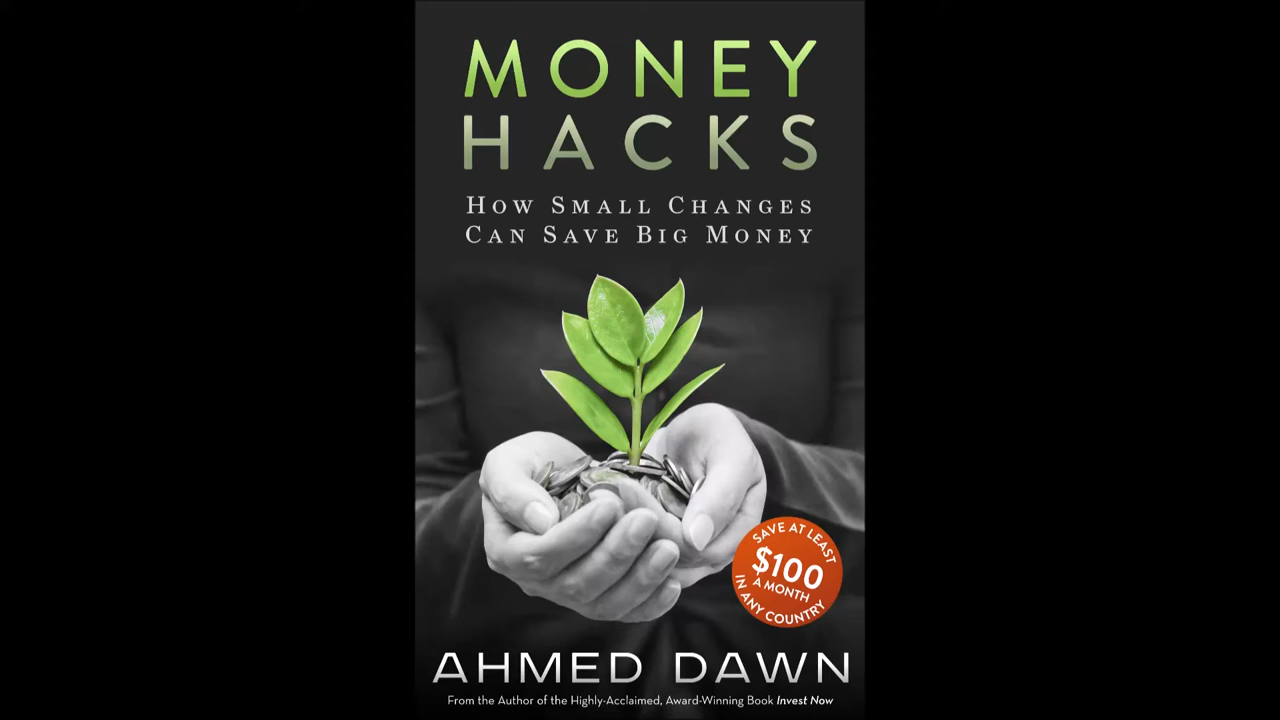 MONEY
HACKS
HOW SMALL CHANGES
CAN SAVE BIG MONEY
SAVE AT LEAST
$100
A MONTH
IN ANY COUNTRY
AHMED DAWN
From the Author of the Highly-Acclaimed, Award-Winning Book Invest Now